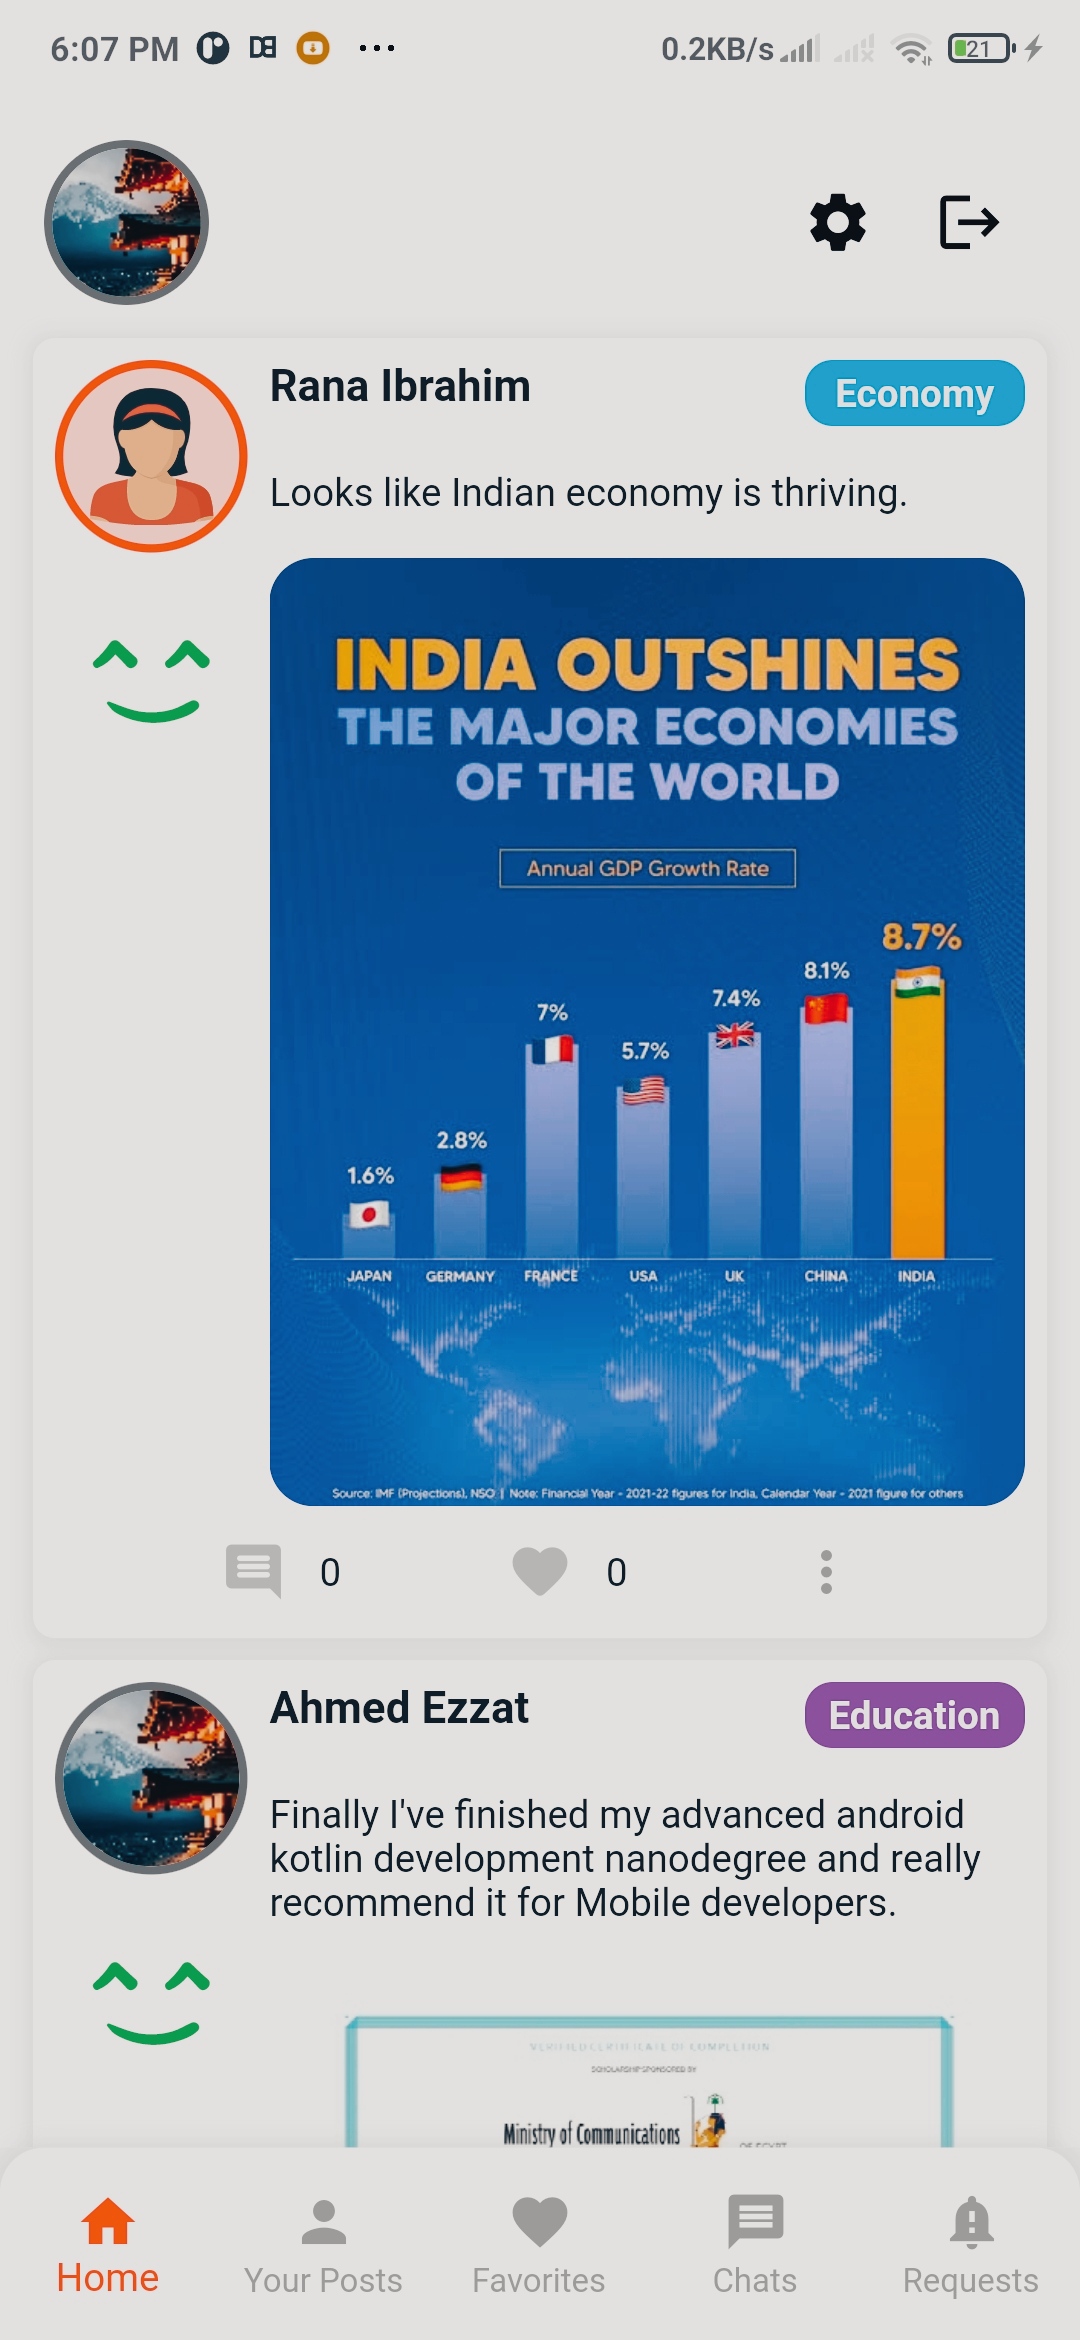 6:07 PM
0.2KB/s
21
Rana Ibrahim
Economy
Looks like Indian economy is thriving.
INDIA OUTSHINES
THE MAJOR ECONOMIES
OF THE WORLD
Annual GDP Growth Rate
1.6%
2.8%
7%
5.7%
7.4%
8.1%
8.7%
JAPAN
GERMANY
FRANCE
USA
UK
CHINA
INDIA
Source: IMF (Projections), NSO | Note: Financial Year - 2021-22 figures for India, Calendar Year - 2021 figure for others
0
0
Ahmed Ezzat
Education
Finally I've finished my advanced android
kotlin development nanodegree and really
recommend it for Mobile developers.
VERIFIED CERTIFICATE OF COMPLETION
SCHOLARSHIP SPONSORED BY
Ministry of Communications
Home
Your Posts
Favorites
Chats
Requests